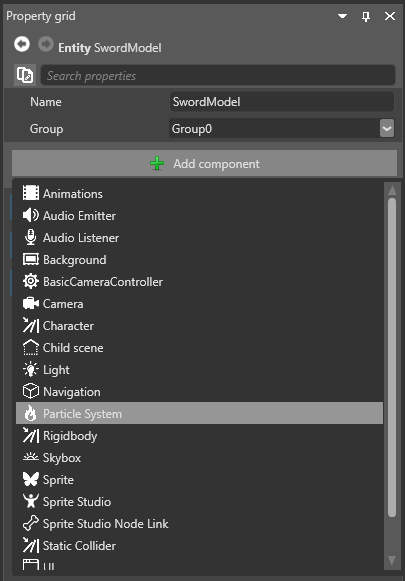 Property grid
Entity SwordModel
Search properties
Name SwordModel
Group Group0
Add component
Animations
Audio Emitter
Audio Listener
Background
BasicCameraController
Camera
Character
Child scene
Light
Navigation
Particle System
Rigidbody
Skybox
Sprite
Sprite Studio
Sprite Studio Node Link
Static Collider
UI